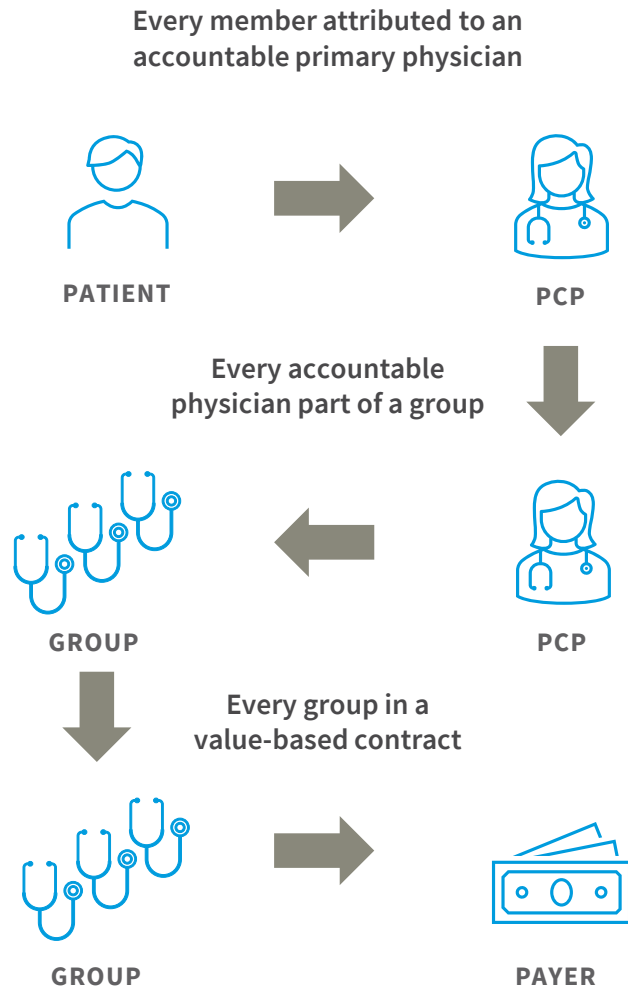 Every member attributed to an
accountable primary physician
PATIENT
PCP
Every accountable
physician part of a group
GROUP
PCP
Every group in a
value-based contract
GROUP
PAYER